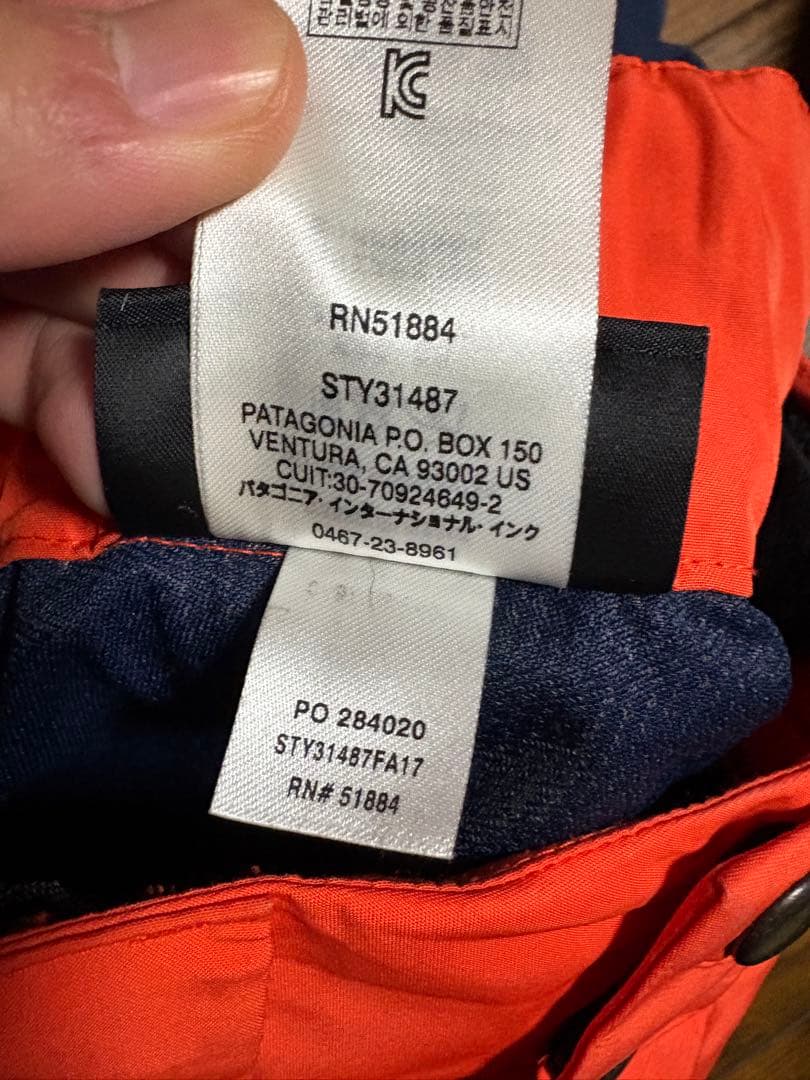 RN51884
STY31487
PATAGONIA P.O. BOX 150
VENTURA, CA 93002 US
CUIT:30-70924649-2
パタゴニア・インターナショナル・インク
0467-23-8961
PO 284020
STY31487FA17
RN# 51884